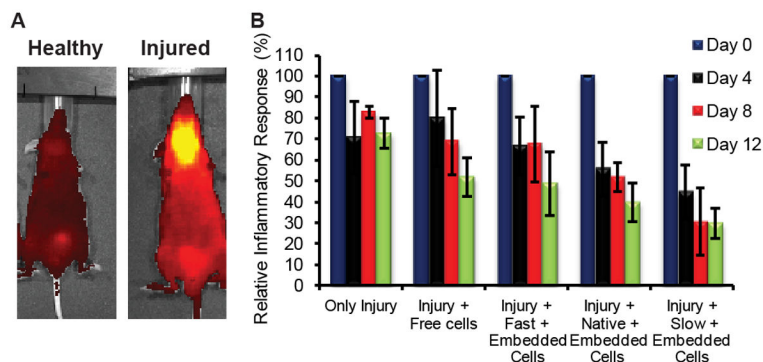 A
Healthy Injured
B
Relative Inflammatory Response (%)
110
100
90
80
70
60
50
40
30
20
10
0
Day 0
Day 4
Day 8
Day 12
Only Injury
Injury +
Free cells
Injury +
Fast +
Embedded
Cells
Injury +
Native +
Embedded
Cells
Injury +
Slow +
Embedded
Cells